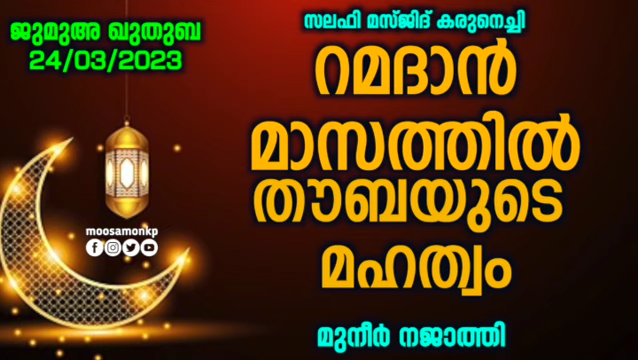 ജുമുഅ ഖുതുബ
24/03/2023
സലഫി മസ്ജിദ് കരുനെച്ചി
റമദാൻ
മാസത്തിൽ
തൗബയുടെ
മഹത്വം
moosamonkp
മുനീർ നജാത്തി